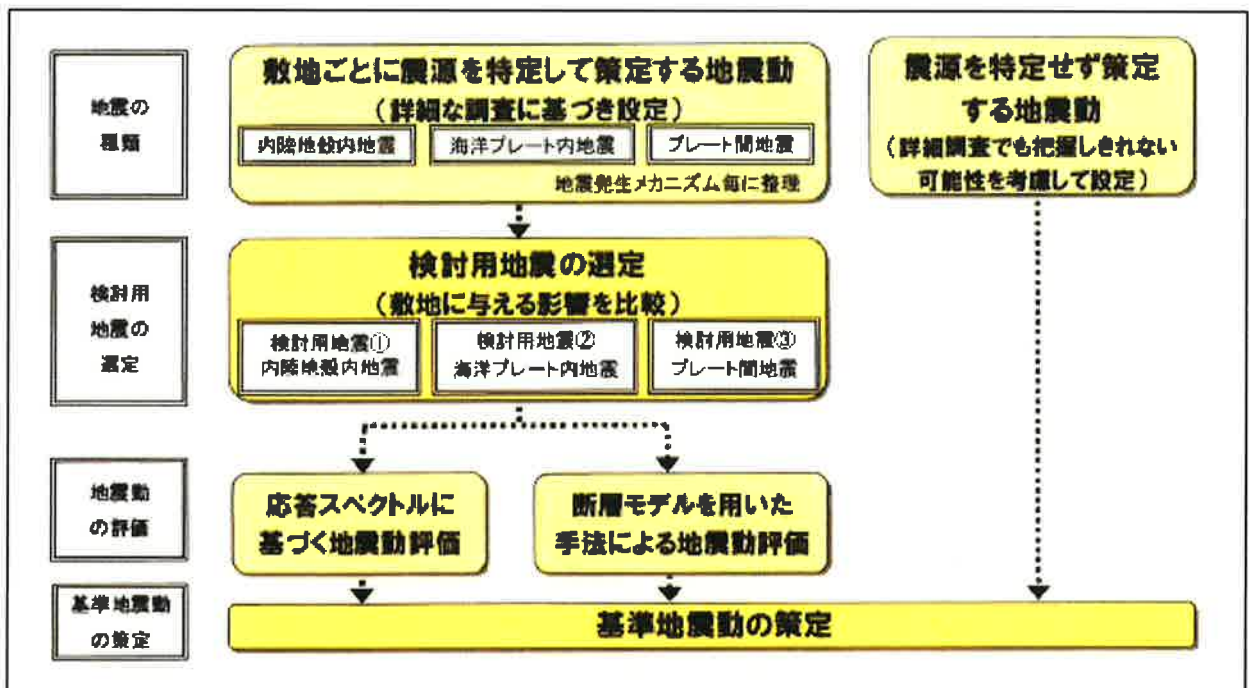 地震の
種類
敷地ごとに震源を特定して策定する地震動
（詳細な調査に基づき設定）
内陸地殻内地震
海洋プレート内地震
プレート間地震
地震発生メカニズム毎に整理
震源を特定せず策定
する地震動
（詳細調査でも把握しきれない
可能性を考慮して設定）
検討用
地震の
選定
検討用地震の選定
（敷地に与える影響を比較）
検討用地震①
内陸地殻内地震
検討用地震②
海洋プレート内地震
検討用地震③
プレート間地震
地震動
の評価
応答スペクトルに
基づく地震動評価
断層モデルを用いた
手法による地震動評価
基準地震動
の策定
基準地震動の策定